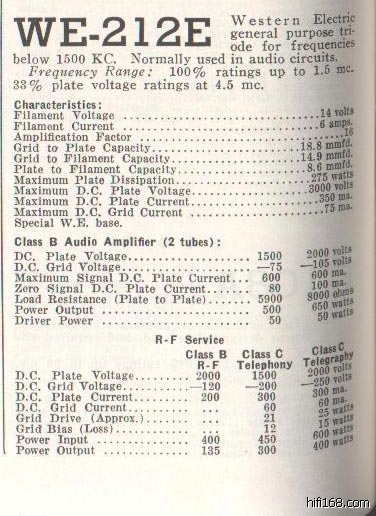 WE-212E
Western Electric
general purpose tri-
ode for frequencies
below 1500 KC. Normally used in audio circuits.
Frequency Range: 100% ratings up to 1.5 mc.
33% plate voltage ratings at 4.5 mc.
Characteristics:
Filament Voltage ........ 14 volts
Filament Current ........ 6 amps.
Amplification Factor ........ 16
Grid to Plate Capacity ........ 18.8 mmfd.
Grid to Filament Capacity ........ 14.9 mmfd.
Plate to Filament Capacity ........ 8.6 mmfd.
Maximum Plate Dissipation ........ 275 watts
Maximum D.C. Plate Voltage ........ 3000 volts
Maximum D.C. Plate Current ........ 350 ma.
Maximum D.C. Grid Current ........ 75 ma.
Special W.E. base.
Class B Audio Amplifier (2 tubes):
DC. Plate Voltage ........ 1500 2000 volts
D.C. Grid Voltage ........ —75 —105 volts
Maximum Signal D.C. Plate Current... 600 600 ma.
Zero Signal D.C. Plate Current ..... 80 100 ma.
Load Resistance (Plate to Plate) ..... 5900 8000 ohms
Power Output ........ 500 650 watts
Driver Power ........ 50 50 watts
R-F Service
Class B Class C Class C
R-F Telephony Telegraphy
D.C. Plate Voltage ........ 2000 1500 2000 volts
D.C. Grid Voltage ........ —120 —200 —250 volts
D.C. Plate Current ........ 200 300 300 ma.
D.C. Grid Current ........ ... 60 60 ma.
Grid Drive (Approx.) ........ ... 21 25 watts
Grid Bias (Loss) ........ ... 12 15 watts
Power Input ........ 400 450 600 watts
Power Output ........ 135 300 400 watts
hifi168.com